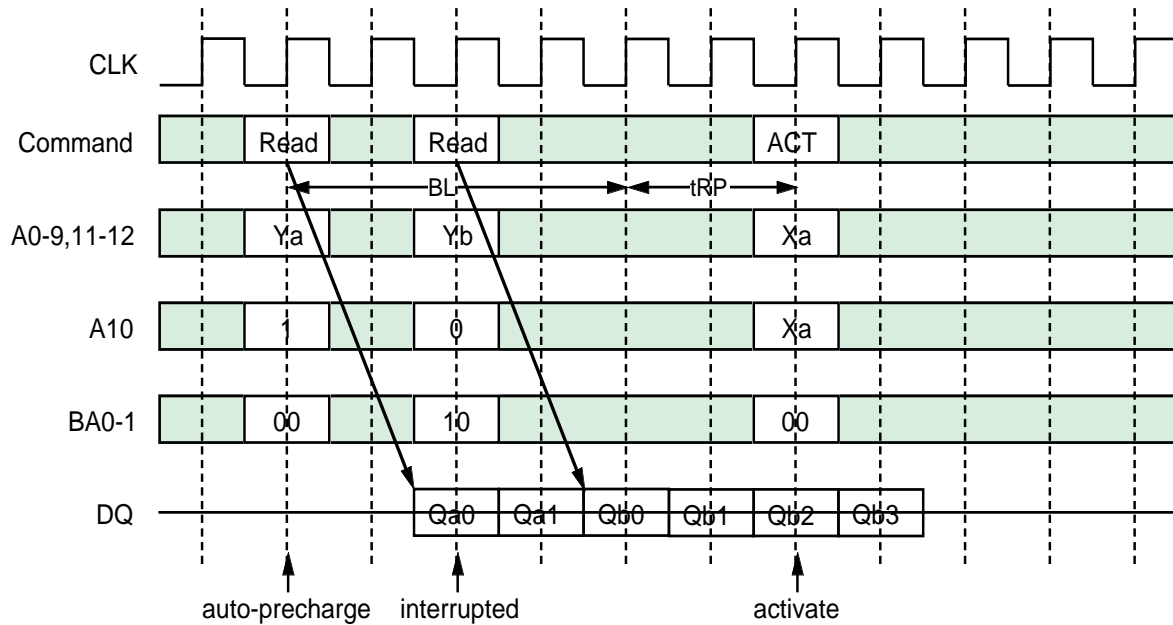 CLK
Command Read Read ACT
BL tRP
A0-9,11-12 Ya Yb Xa
A10 1 0 Xa
BA0-1 00 10 00
DQ Qa0 Qa1 Qb0 Qb1 Qb2 Qb3
auto-precharge interrupted activate